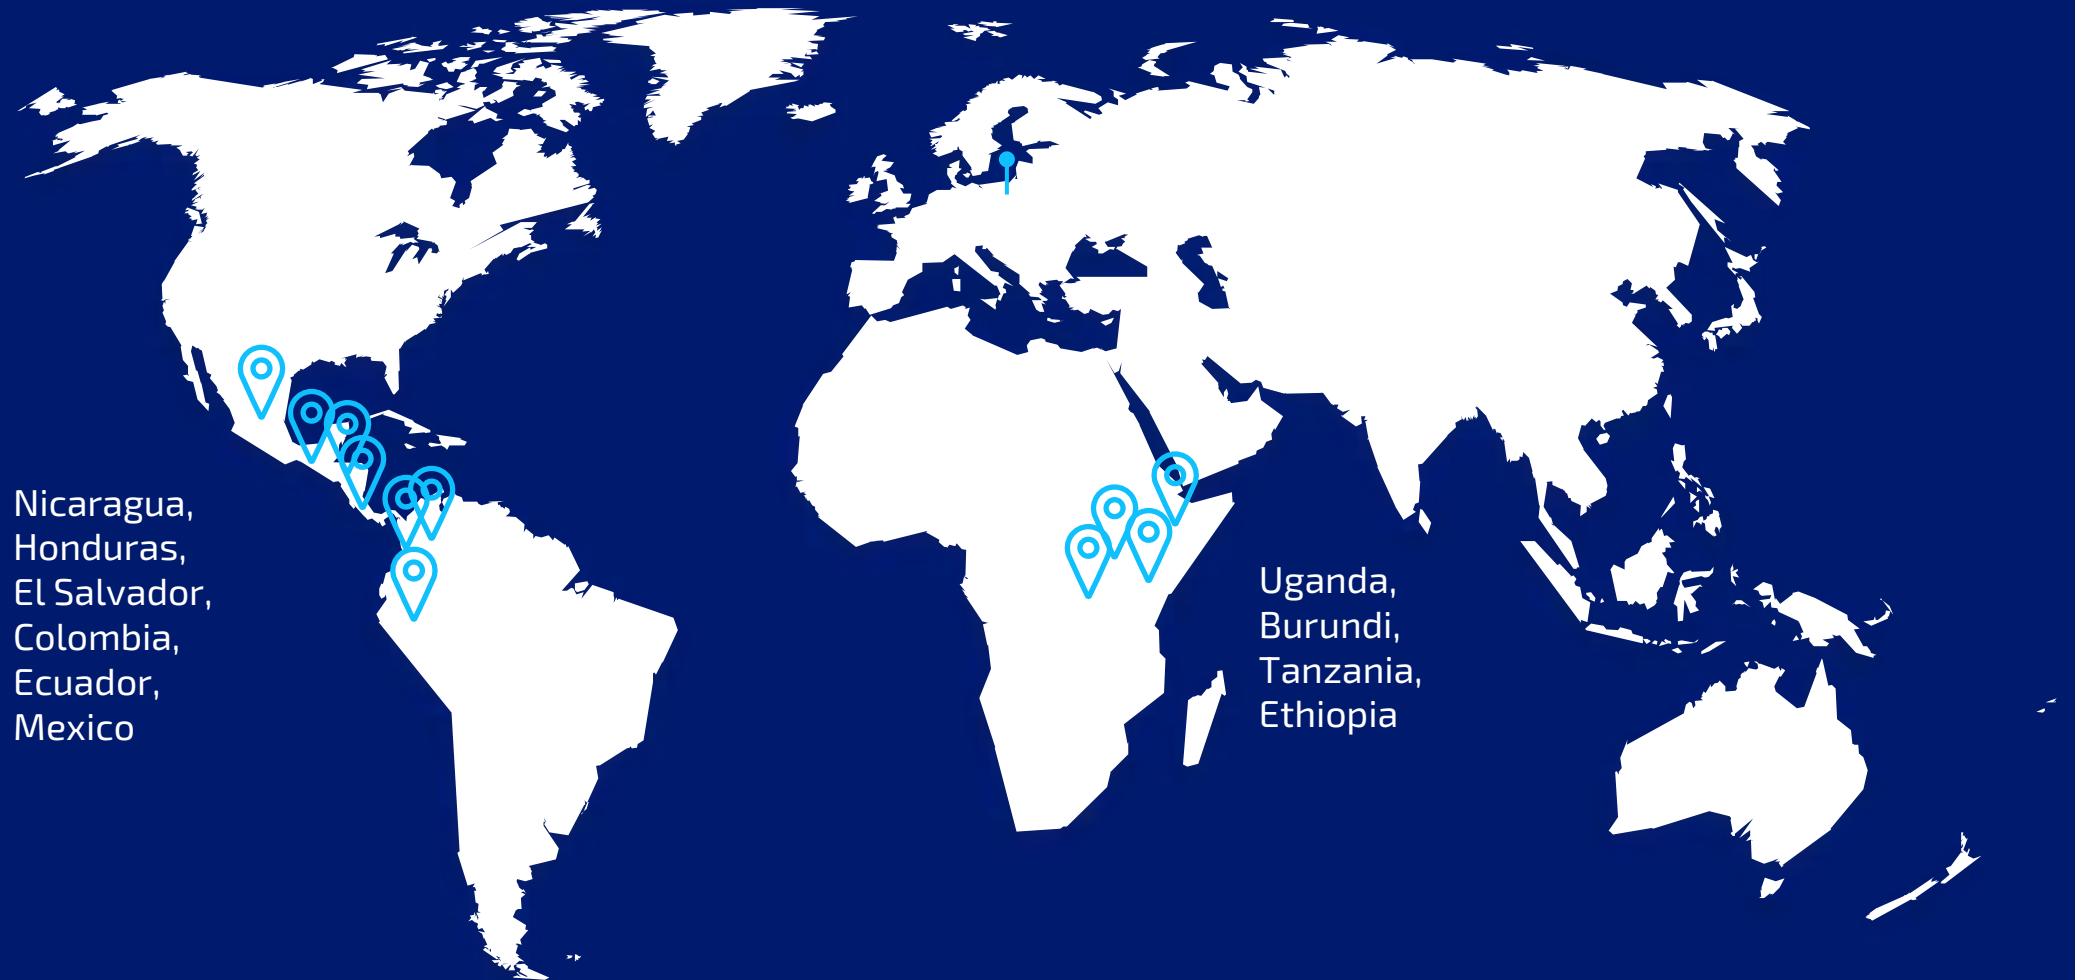 Nicaragua,
Honduras,
El Salvador,
Colombia,
Ecuador,
Mexico
Uganda,
Burundi,
Tanzania,
Ethiopia